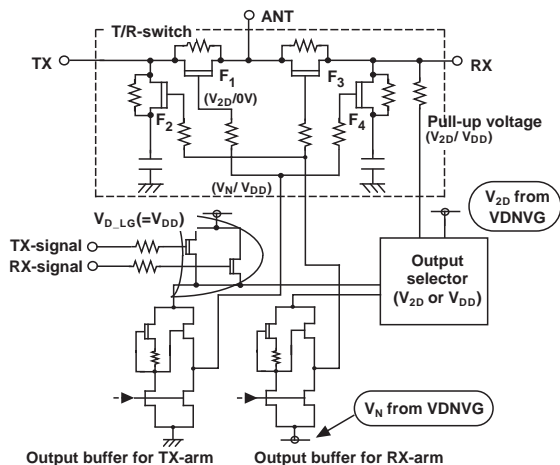 ANT
T/R-switch
TX
RX
F1
F3
(V2D/0V)
F2
F4
Pull-up voltage
(V2D/ VDD)
(VN/ VDD)
V2D from
VDNVG
VD_LG(=VDD)
TX-signal
RX-signal
Output
selector
(V2D or VDD)
VN from VDNVG
Output buffer for TX-arm
Output buffer for RX-arm